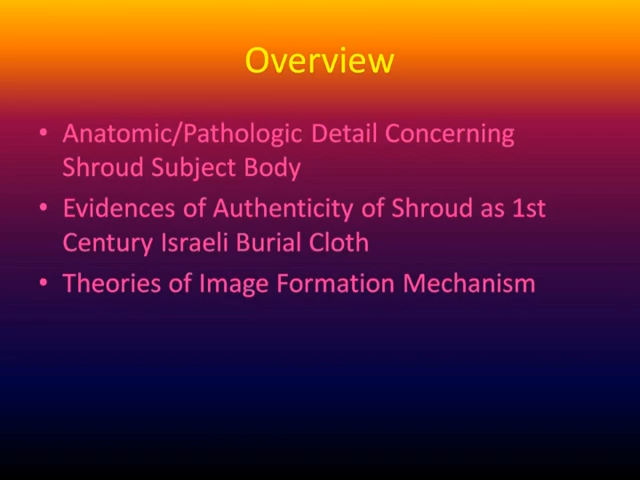 Overview
• Anatomic/Pathologic Detail Concerning
Shroud Subject Body
• Evidences of Authenticity of Shroud as 1st
Century Israeli Burial Cloth
• Theories of Image Formation Mechanism